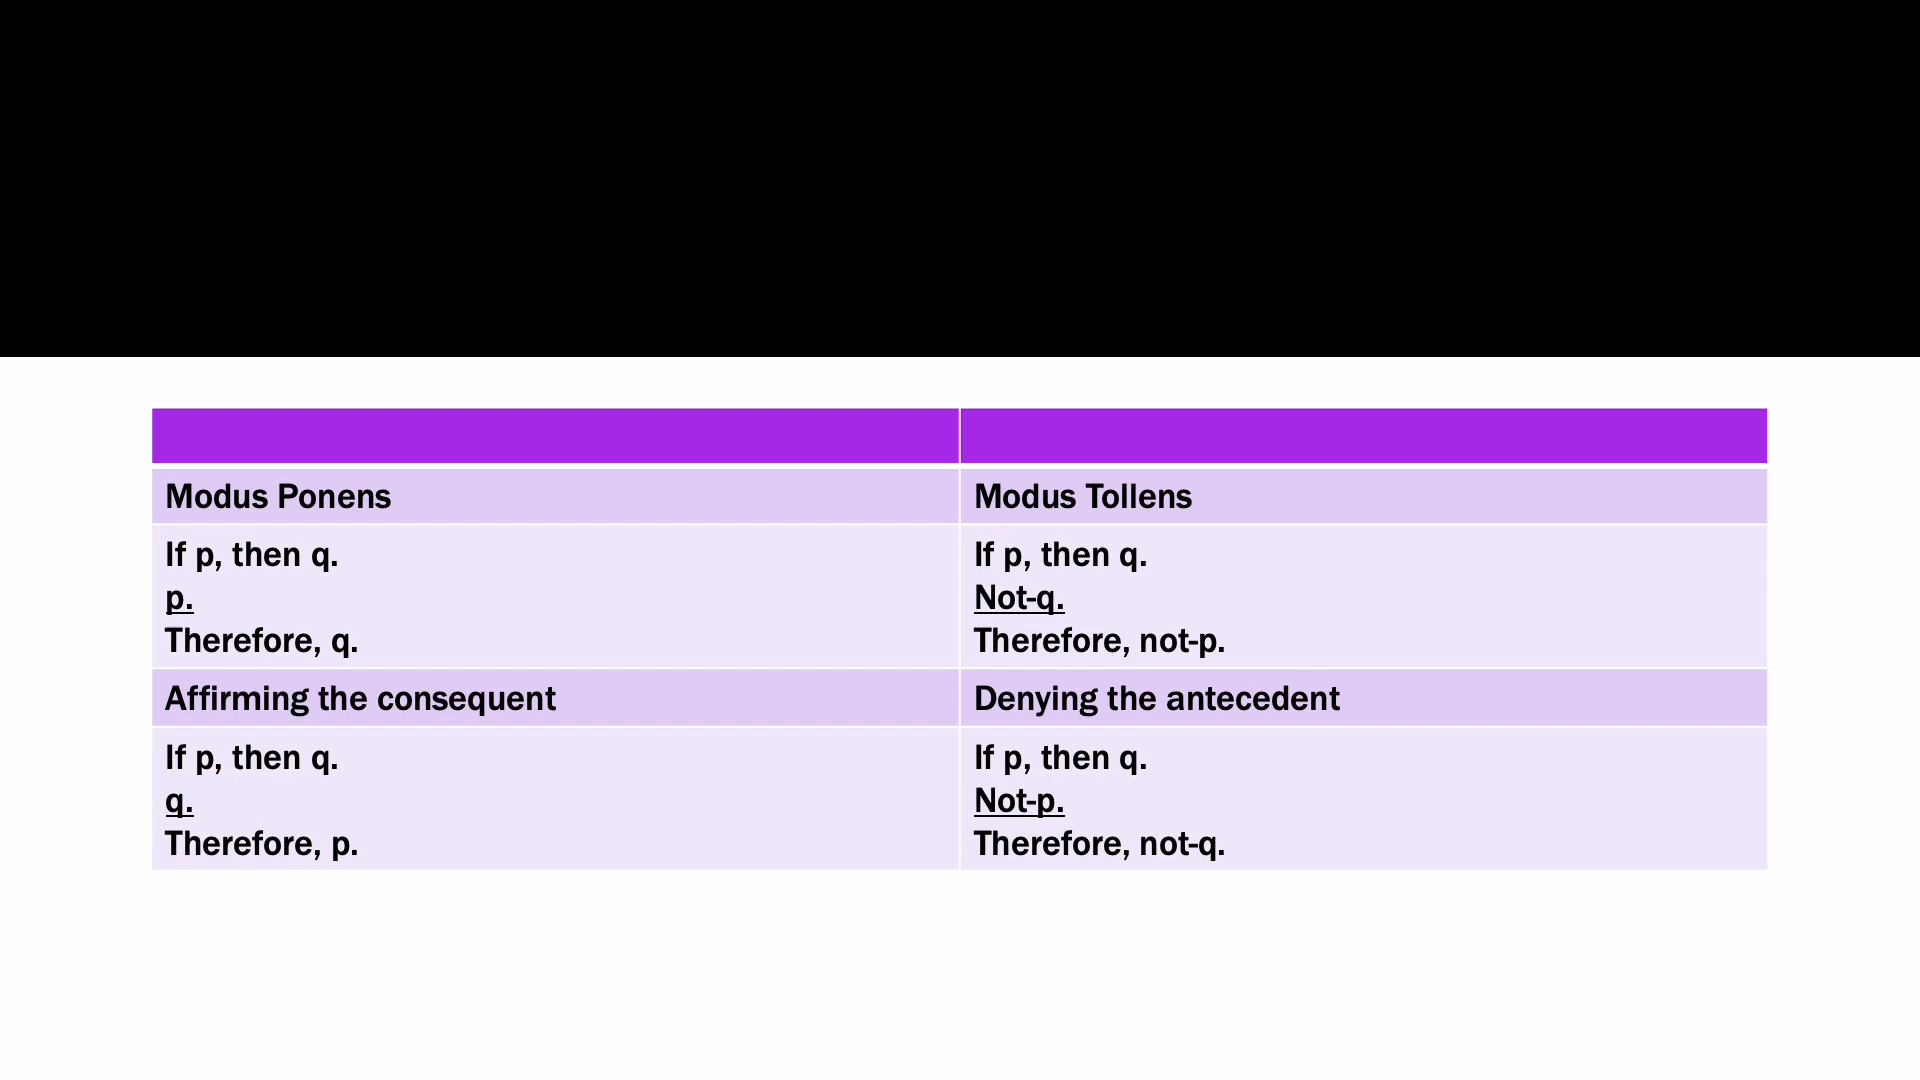 Modus Ponens
Modus Tollens
If p, then q.
p.
Therefore, q.
If p, then q.
Not-q.
Therefore, not-p.
Affirming the consequent
Denying the antecedent
If p, then q.
q.
Therefore, p.
If p, then q.
Not-p.
Therefore, not-q.